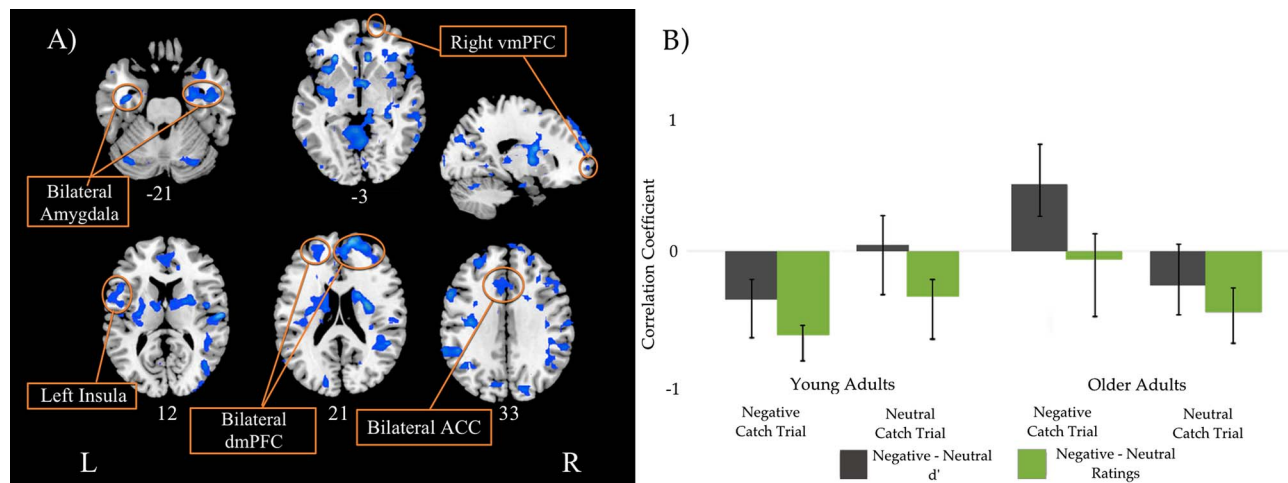 A)
Right vmPFC
Bilateral
Amygdala
-21
-3
Left Insula
12
Bilateral
dmPFC
21
Bilateral ACC
33
L
R
B)
Correlation Coefficient
1
0
-1
Young Adults
Older Adults
Negative
Catch Trial
Neutral
Catch Trial
Negative
Catch Trial
Neutral
Catch Trial
Negative - Neutral
d'
Negative - Neutral
Ratings